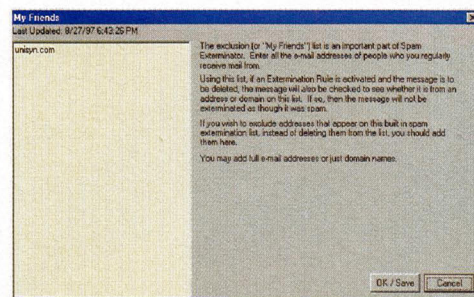 My Friends
Last Updated: 8/27/97 6:43:26 PM
unisyn.com
The exclusion (or "My Friends") list is an important part of Spam
Exterminator. Enter all the e-mail addresses of people who you regularly
receive mail from.
Using this list, if an Extermination Rule is activated and the message is to
be deleted, the message will also be checked to see whether it is from an
address or domain on this list. If so, then the message will not be
exterminated as though it was spam.
If you wish to exclude addresses that appear on this built in spam
extermination list, instead of deleting them from the list, you should add
them here.
You may add full e-mail addresses or just domain names.
OK / Save
Cancel